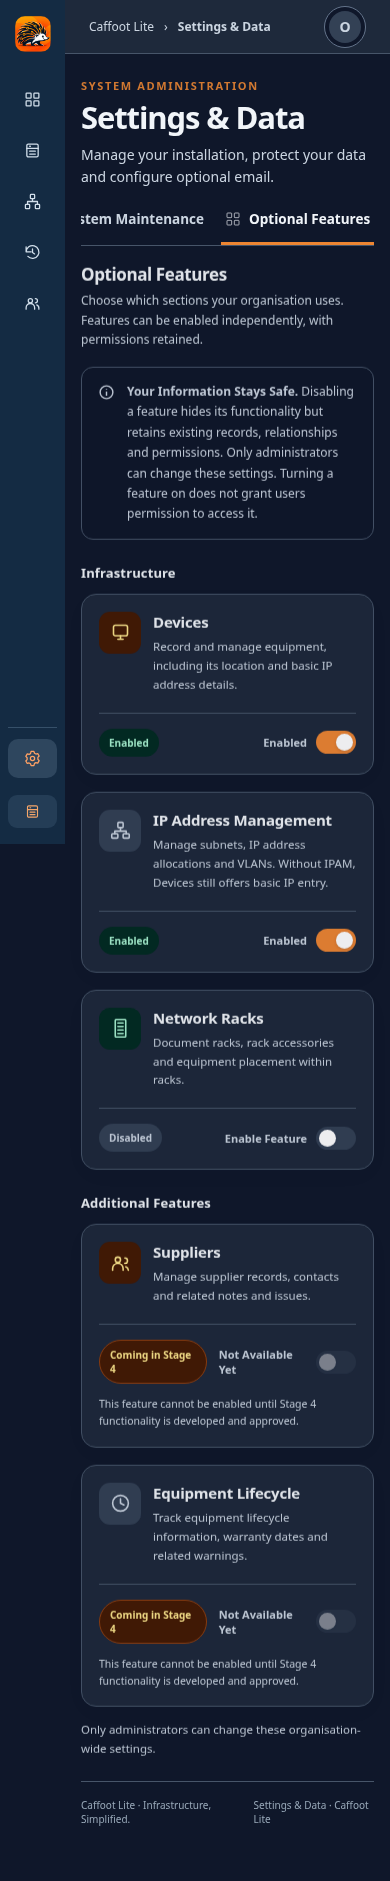 Caffoot Lite › Settings & Data
O
SYSTEM ADMINISTRATION
Settings & Data
Manage your installation, protect your data
and configure optional email.
stem Maintenance
Optional Features
Optional Features
Choose which sections your organisation uses.
Features can be enabled independently, with
permissions retained.
Your Information Stays Safe. Disabling
a feature hides its functionality but
retains existing records, relationships
and permissions. Only administrators
can change these settings. Turning a
feature on does not grant users
permission to access it.
Infrastructure
Devices
Record and manage equipment,
including its location and basic IP
address details.
Enabled
Enabled
IP Address Management
Manage subnets, IP address
allocations and VLANs. Without IPAM,
Devices still offers basic IP entry.
Enabled
Enabled
Network Racks
Document racks, rack accessories
and equipment placement within
racks.
Disabled
Enable Feature
Additional Features
Suppliers
Manage supplier records, contacts
and related notes and issues.
Coming in Stage
4
Not Available
Yet
This feature cannot be enabled until Stage 4
functionality is developed and approved.
Equipment Lifecycle
Track equipment lifecycle
information, warranty dates and
related warnings.
Coming in Stage
4
Not Available
Yet
This feature cannot be enabled until Stage 4
functionality is developed and approved.
Only administrators can change these organisation-
wide settings.
Caffoot Lite · Infrastructure,
Simplified.
Settings & Data · Caffoot
Lite